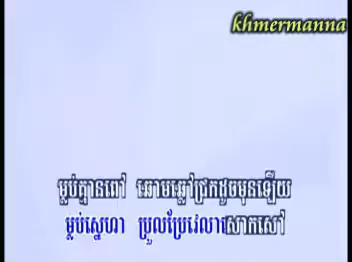 khmermanna
ម្លប់គ្មានពៅ ឆោមឆ្លៅជ្រកដូចមុនឡើយ
ម្លប់ស្នេហា ប្រួលប្រែវេលាសោកសៅ